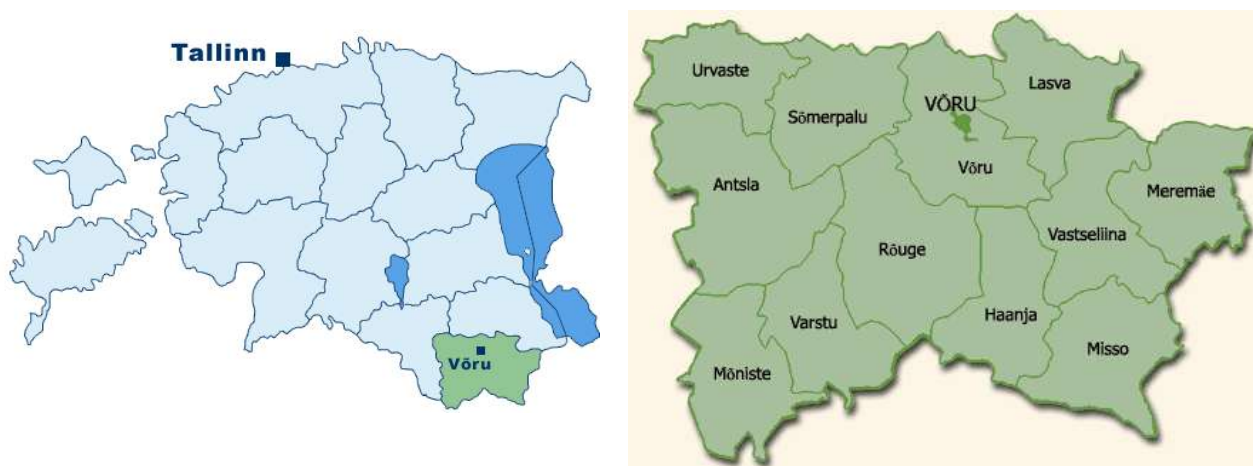 Tallinn
Võru
Urvaste
Lasva
VÕRU
Sõmerpalu
Võru
Antsla
Meremäe
Vastseliina
Rõuge
Haanja
Varstu
Misso
Mõniste